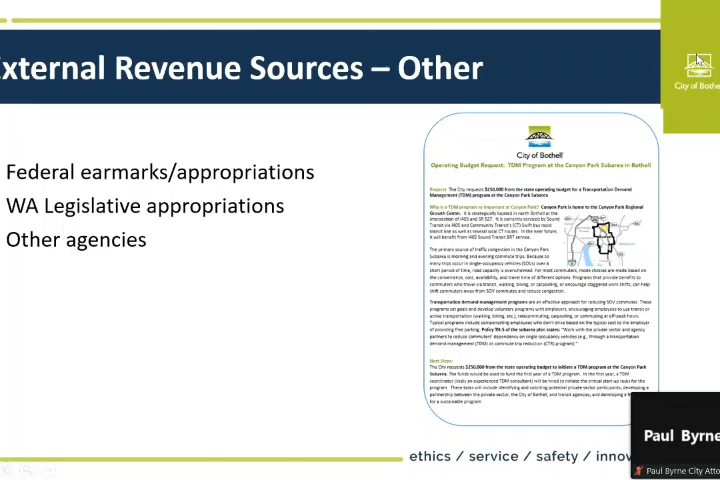 xternal Revenue Sources – Other
City of Bothell
Federal earmarks/appropriations
WA Legislative appropriations
Other agencies
City of Bothell
Operating Budget Request: TDM Program at the Canyon Park Subarea in Bothell
Request: The City requests $250,000 from the state operating budget for a Transportation Demand
Management (TDM) program at the Canyon Park Subarea
Why is a TDM program so important at Canyon Park? Canyon Park is home to the Canyon Park Regional
Growth Center. It is strategically located in north Bothell at the
intersection of I405 and SR 527. It is currently serviced by Sound
Transit via I405 and Community Transit's (CT) Swift bus rapid
transit line as well as several local CT routes. In the near future,
it will benefit from I405 Sound Transit BRT service.
The primary source of traffic congestion in the Canyon Park
Subarea is morning and evening commute trips. Because so
many trips occur in single-occupancy vehicles (SOVs) over a
short period of time, road capacity is overwhelmed. For most commuters, mode choices are made based on
the convenience, cost, availability, and travel time of different options. Programs that provide benefits to
commuters who travel via transit, walking, biking, or carpooling, or encourage staggered work shifts, can help
shift commuters away from SOV commutes and reduce congestion.
Transportation demand management programs are an effective approach for reducing SOV commutes. These
programs set goals and develop voluntary programs with employers, encouraging employees to use transit or
active transportation (walking, biking, etc.), telecommuting, carpooling, or commuting at off-peak hours.
Typical programs include compensating employees who don't drive based on the typical cost to the employer
of providing free parking. Policy TR-5 of the subarea plan states: "Work with the private sector and agency
partners to reduce commuters' dependency on single occupancy vehicles (e.g., through a transportation
demand management (TDM) or commute trip reduction (CTR) program)."
Next Steps:
The City requests $250,000 from the state operating budget to initiate a TDM program at the Canyon Park
Subarea. The funds would be used to fund the first year of a TDM program. In the first year, a TDM
coordinator (likely an experienced TDM consultant) will be hired to initiate the critical start-up tasks for the
program. These tasks will include identifying and soliciting potential private sector participants, developing a
partnership between the private sector, the City of Bothell, and transit agencies; and developing a
for a sustainable program
ethics / service / safety / innov
Paul Byrne
Paul Byrne City Atto